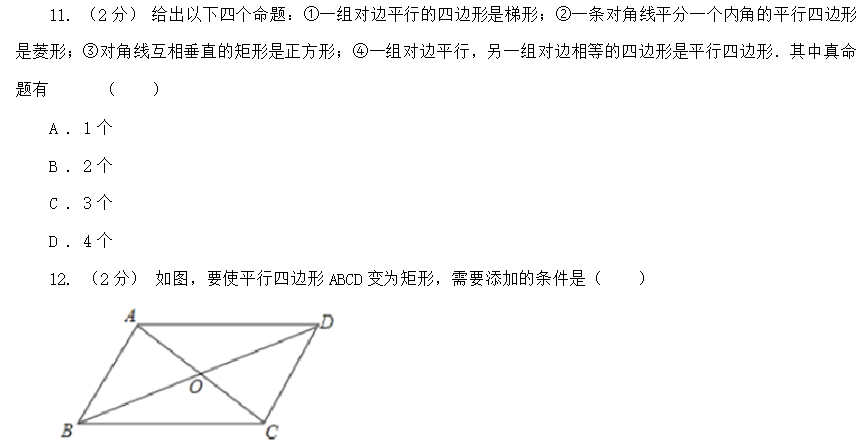 11. （2分） 给出以下四个命题：①一组对边平行的四边形是梯形；②一条对角线平分一个内角的平行四边形
是菱形；③对角线互相垂直的矩形是正方形；④一组对边平行，另一组对边相等的四边形是平行四边形．其中真命
题有 （ ）
A . 1个
B . 2个
C . 3个
D . 4个
12. （2分） 如图，要使平行四边形ABCD变为矩形，需要添加的条件是（ ）
A
D
O
B
C